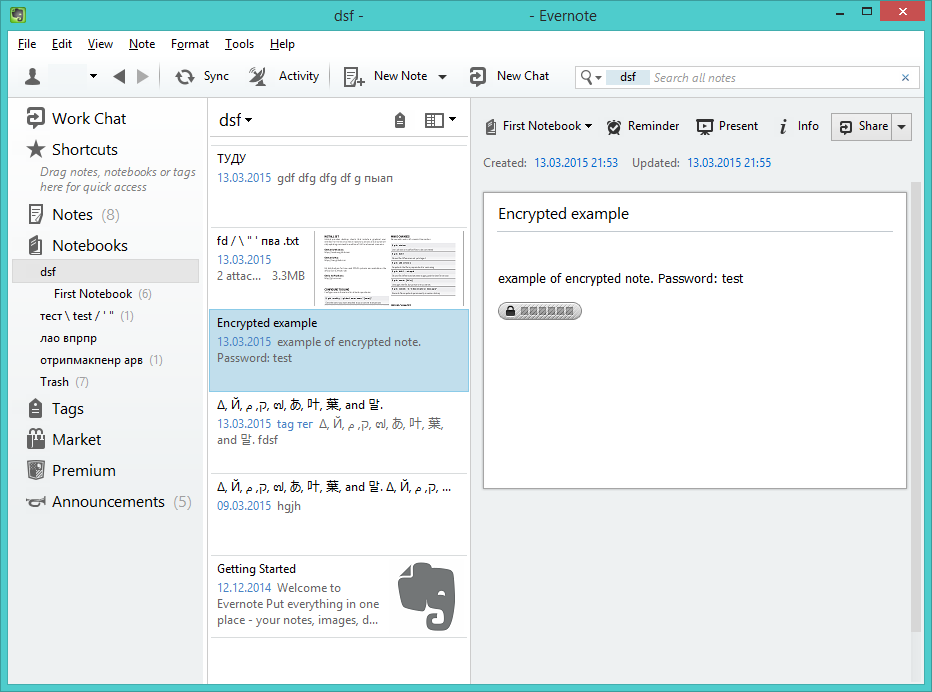 dsf -
- Evernote
File Edit View Note Format Tools Help
Sync Activity New Note New Chat dsf Search all notes
Work Chat
Shortcuts
Drag notes, notebooks or tags
here for quick access
Notes (8)
Notebooks
dsf
First Notebook (6)
тест \ test / ' " (1)
лао впрпр
отрипмакпенр арв (1)
Trash (7)
Tags
Market
Premium
Announcements (5)
dsf
ТУДУ
13.03.2015 gdf dfg dfg df g пыап
fd / \ " ' пва .txt
13.03.2015
2 attac... 3.3MB
Encrypted example
13.03.2015 example of encrypted note.
Password: test
Δ, Й, ק, م, ๗, あ, 叶, 葉, and 말.
13.03.2015 tag тег Δ, Й, ק, م, ๗, あ, 叶, 葉,
and 말. fdsf
Δ, Й, ק, م, ๗, あ, 叶, 葉, and 말. Δ, Й, ק, م, ...
09.03.2015 hgjh
Getting Started
12.12.2014 Welcome to
Evernote Put everything in one
place - your notes, images, d...
First Notebook Reminder Present Info Share
Created: 13.03.2015 21:53 Updated: 13.03.2015 21:55
Encrypted example
example of encrypted note. Password: test